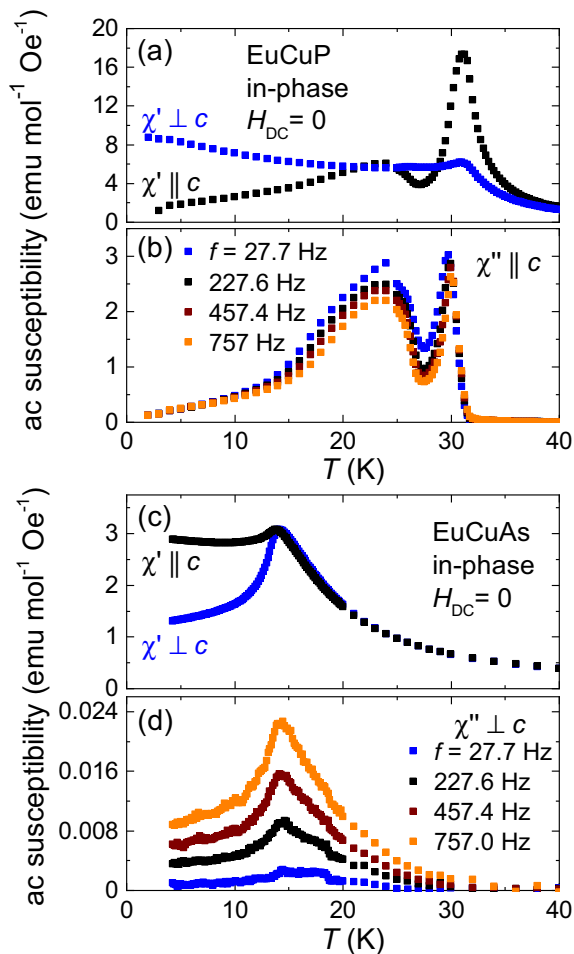 (a)
EuCuP
in-phase
H_DC = 0
χ' ⊥ c
χ' ∥ c
20
16
12
8
4
0
(b)
f = 27.7 Hz
227.6 Hz
457.4 Hz
757 Hz
χ'' ∥ c
3
2
1
0
ac susceptibility (emu mol⁻¹ Oe⁻¹)
0 10 20 30 40
T (K)
(c)
EuCuAs
in-phase
H_DC = 0
χ' ∥ c
χ' ⊥ c
3
2
1
0
(d)
χ'' ⊥ c
f = 27.7 Hz
227.6 Hz
457.4 Hz
757.0 Hz
0.024
0.016
0.008
0
ac susceptibility (emu mol⁻¹ Oe⁻¹)
0 10 20 30 40
T (K)